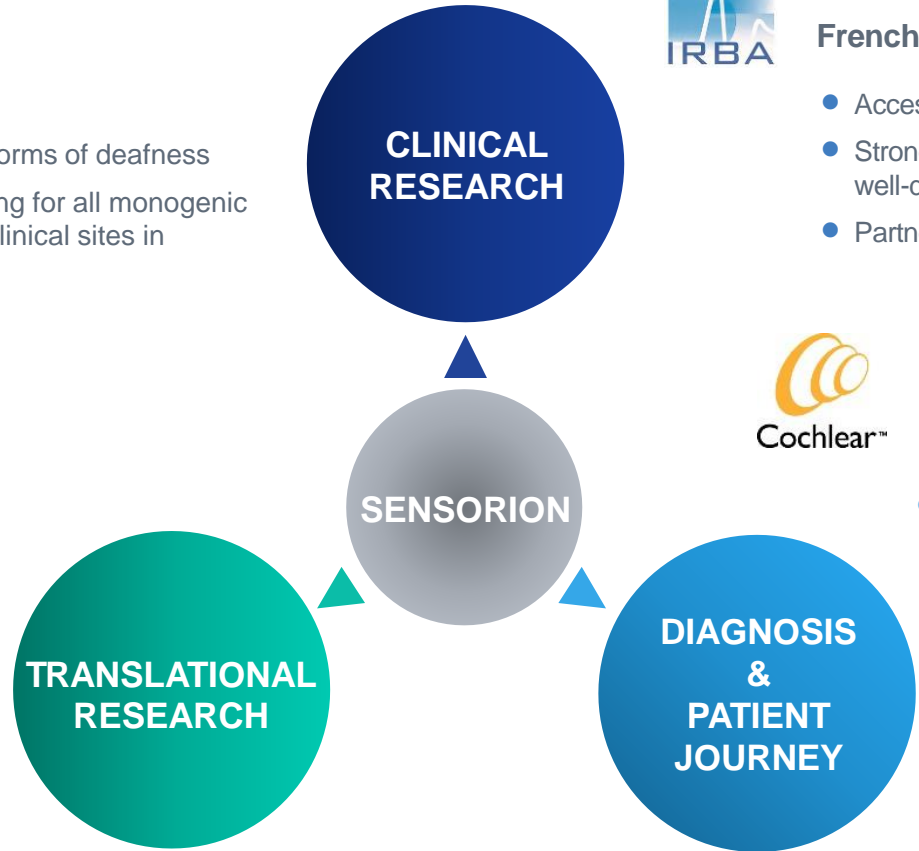 IRBA
French
Acces
Stron
well-d
Partn
orms of deafness
ng for all monogenic
linical sites in
CLINICAL
RESEARCH
Cochlear™
SENSORION
TRANSLATIONAL
RESEARCH
DIAGNOSIS
&
PATIENT
JOURNEY